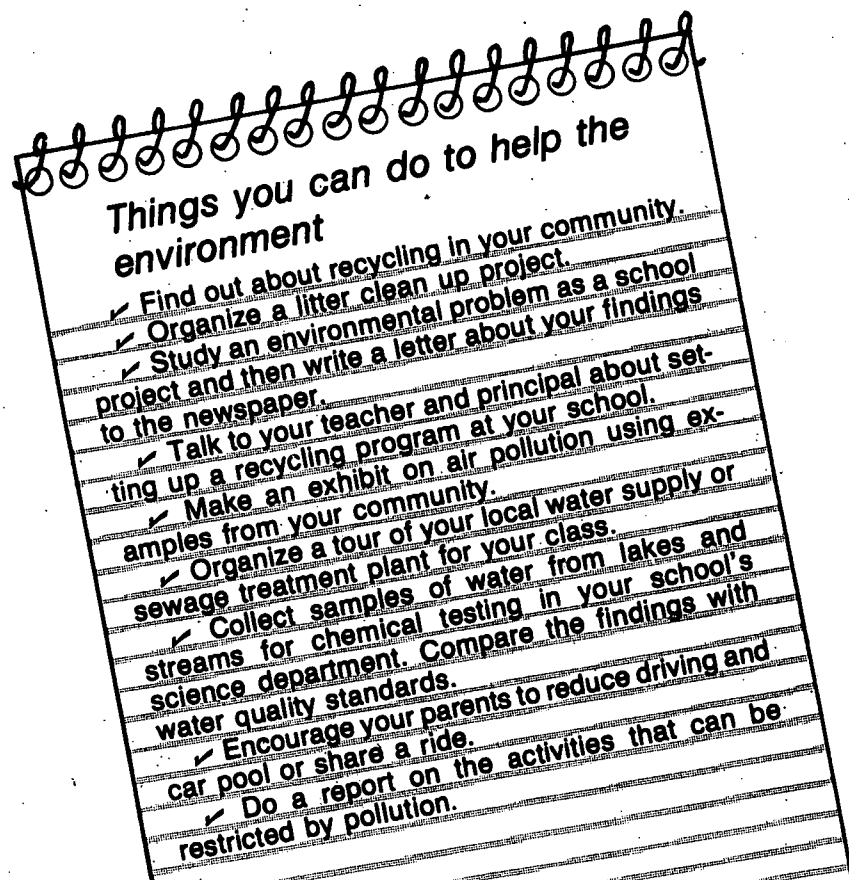 Things you can do to help the
environment
✓ Find out about recycling in your community.
✓ Organize a litter clean up project.
✓ Study an environmental problem as a school
project and then write a letter about your findings
to the newspaper.
✓ Talk to your teacher and principal about set-
ting up a recycling program at your school.
✓ Make an exhibit on air pollution using ex-
amples from your community.
✓ Organize a tour of your local water supply or
sewage treatment plant for your class.
✓ Collect samples of water from lakes and
streams for chemical testing in your school's
science department. Compare the findings with
water quality standards.
✓ Encourage your parents to reduce driving and
car pool or share a ride.
✓ Do a report on the activities that can be
restricted by pollution.